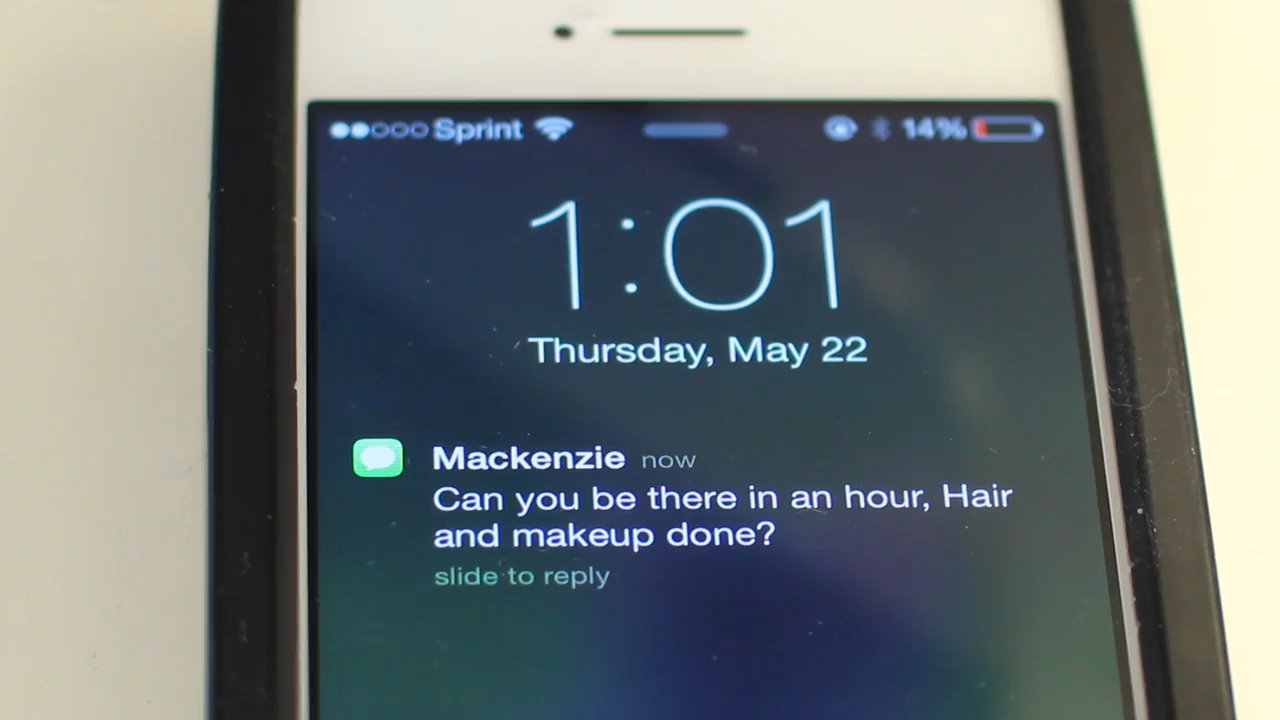 Sprint 14%
1:01
Thursday, May 22
Mackenzie now
Can you be there in an hour, Hair
and makeup done?
slide to reply